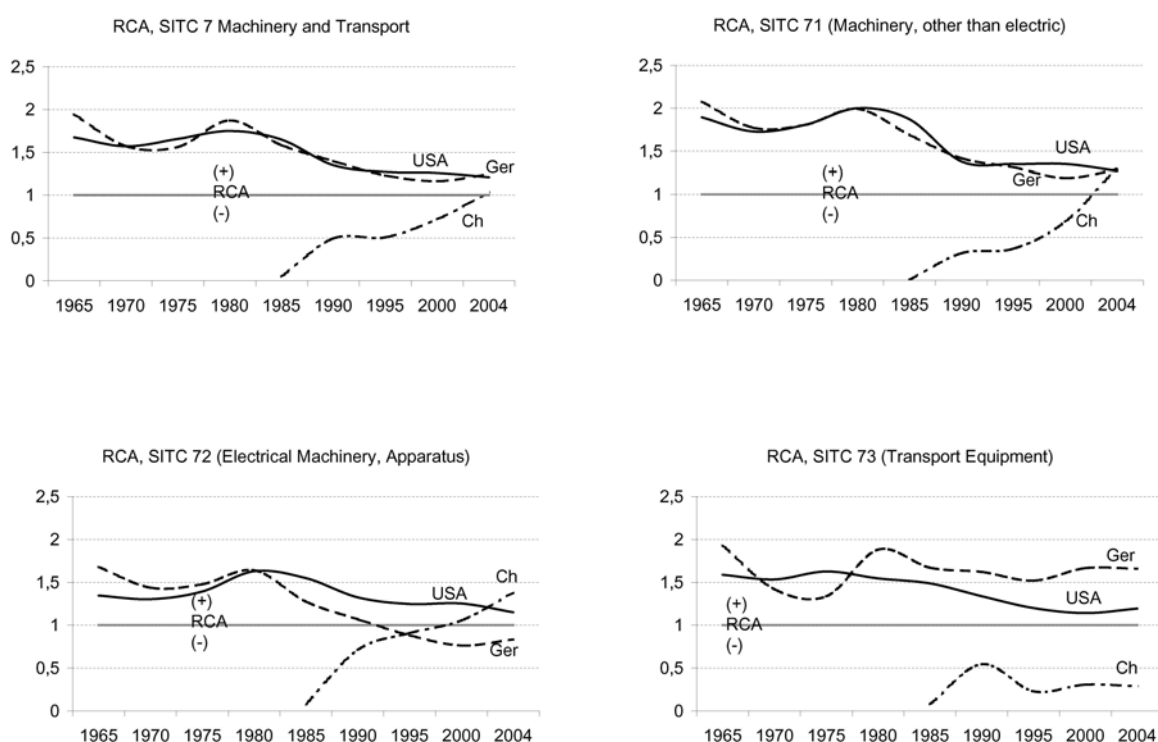 RCA, SITC 7 Machinery and Transport
2,5
2
1,5
1
0,5
0
USA
Ger
(+)
RCA
(-)
Ch
1965 1970 1975 1980 1985 1990 1995 2000 2004
RCA, SITC 71 (Machinery, other than electric)
2,5
2
1,5
1
0,5
0
USA
(+)
Ger
RCA
(-)
Ch
1965 1970 1975 1980 1985 1990 1995 2000 2004
RCA, SITC 72 (Electrical Machinery, Apparatus)
2,5
2
1,5
1
0,5
0
Ch
USA
(+)
RCA
(-)
Ger
1965 1970 1975 1980 1985 1990 1995 2000 2004
RCA, SITC 73 (Transport Equipment)
2,5
2
1,5
1
0,5
0
Ger
(+)
USA
RCA
(-)
Ch
1965 1970 1975 1980 1985 1990 1995 2000 2004